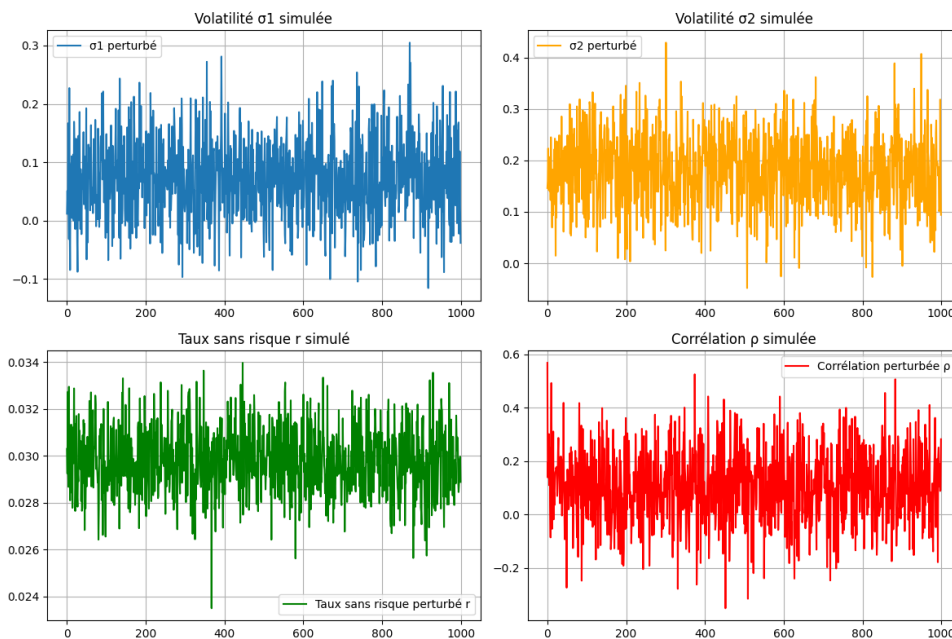 Volatilité σ1 simulée
σ1 perturbé
0.3
0.2
0.1
0.0
−0.1
0 200 400 600 800 1000
Volatilité σ2 simulée
σ2 perturbé
0.4
0.3
0.2
0.1
0.0
0 200 400 600 800 1000
Taux sans risque r simulé
0.034
0.032
0.030
0.028
0.026
0.024
Taux sans risque perturbé r
0 200 400 600 800 1000
Corrélation ρ simulée
Corrélation perturbée ρ
0.6
0.4
0.2
0.0
−0.2
0 200 400 600 800 1000